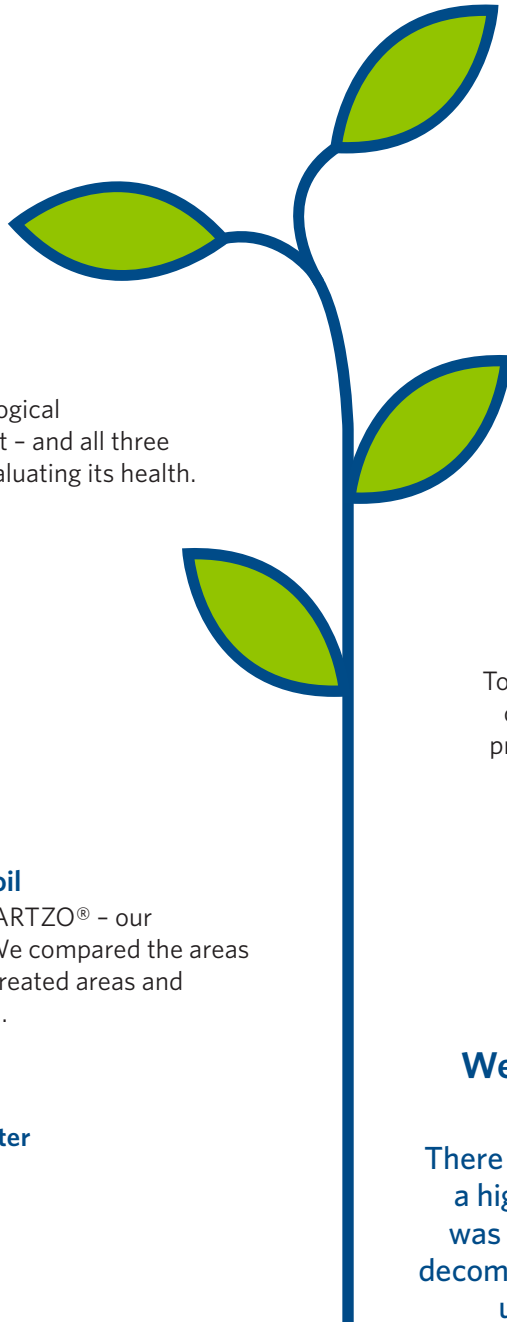 ogical
t – and all three
aluating its health.
To
pr
oil
ARTZO® – our
We compared the areas
reated areas and
.
We
ter
There
a hig
was
decom
u